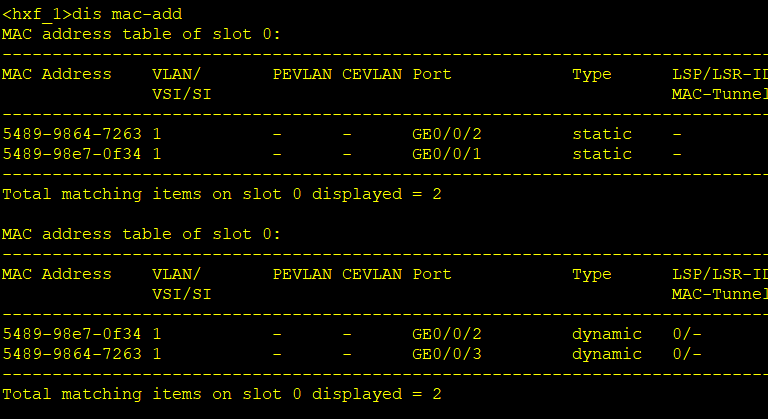 <hxf_1>dis mac-add
MAC address table of slot 0:
-----------------------------------------------------------------------------
MAC Address    VLAN/       PEVLAN CEVLAN Port            Type      LSP/LSR-ID
               VSI/SI                                              MAC-Tunnel
-----------------------------------------------------------------------------
5489-9864-7263 1           -      -      GE0/0/2         static    -
5489-98e7-0f34 1           -      -      GE0/0/1         static    -
-----------------------------------------------------------------------------
Total matching items on slot 0 displayed = 2

MAC address table of slot 0:
-----------------------------------------------------------------------------
MAC Address    VLAN/       PEVLAN CEVLAN Port            Type      LSP/LSR-ID
               VSI/SI                                              MAC-Tunnel
-----------------------------------------------------------------------------
5489-98e7-0f34 1           -      -      GE0/0/2         dynamic   0/-
5489-9864-7263 1           -      -      GE0/0/3         dynamic   0/-
-----------------------------------------------------------------------------
Total matching items on slot 0 displayed = 2